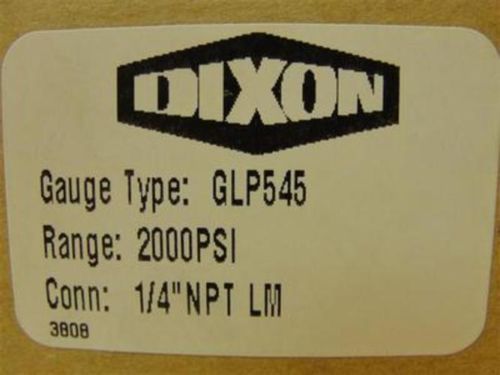 DIXON
Gauge Type: GLP545
Range: 2000PSI
Conn: 1/4"NPT LM
3808